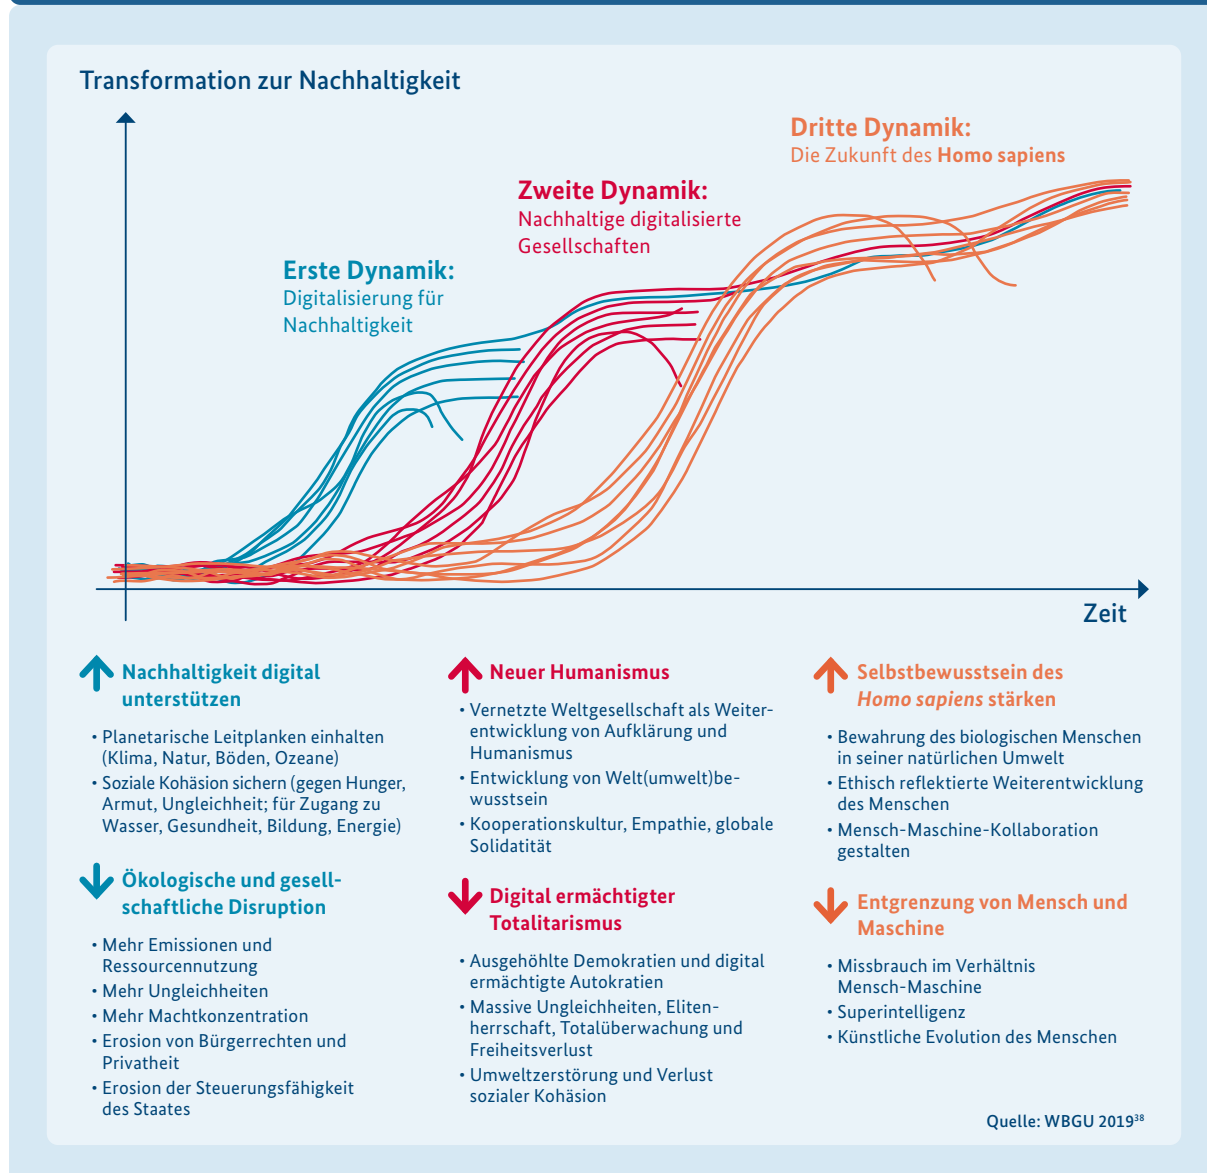 Transformation zur Nachhaltigkeit
Dritte Dynamik:
Die Zukunft des Homo sapiens
Zweite Dynamik:
Nachhaltige digitalisierte
Gesellschaften
Erste Dynamik:
Digitalisierung für
Nachhaltigkeit
Zeit
Nachhaltigkeit digital
unterstützen
• Planetarische Leitplanken einhalten
(Klima, Natur, Böden, Ozeane)
• Soziale Kohäsion sichern (gegen Hunger,
Armut, Ungleichheit; für Zugang zu
Wasser, Gesundheit, Bildung, Energie)
Ökologische und gesell-
schaftliche Disruption
• Mehr Emissionen und
Ressourcennutzung
• Mehr Ungleichheiten
• Mehr Machtkonzentration
• Erosion von Bürgerrechten und
Privatheit
• Erosion der Steuerungsfähigkeit
des Staates
Neuer Humanismus
• Vernetzte Weltgesellschaft als Weiter-
entwicklung von Aufklärung und
Humanismus
• Entwicklung von Welt(umwelt)be-
wusstsein
• Kooperationskultur, Empathie, globale
Solidatität
Digital ermächtigter
Totalitarismus
• Ausgehöhlte Demokratien und digital
ermächtigte Autokratien
• Massive Ungleichheiten, Eliten-
herrschaft, Totalüberwachung und
Freiheitsverlust
• Umweltzerstörung und Verlust
sozialer Kohäsion
Selbstbewusstsein des
Homo sapiens stärken
• Bewahrung des biologischen Menschen
in seiner natürlichen Umwelt
• Ethisch reflektierte Weiterentwicklung
des Menschen
• Mensch-Maschine-Kollaboration
gestalten
Entgrenzung von Mensch und
Maschine
• Missbrauch im Verhältnis
Mensch-Maschine
• Superintelligenz
• Künstliche Evolution des Menschen
Quelle: WBGU 2019³⁸